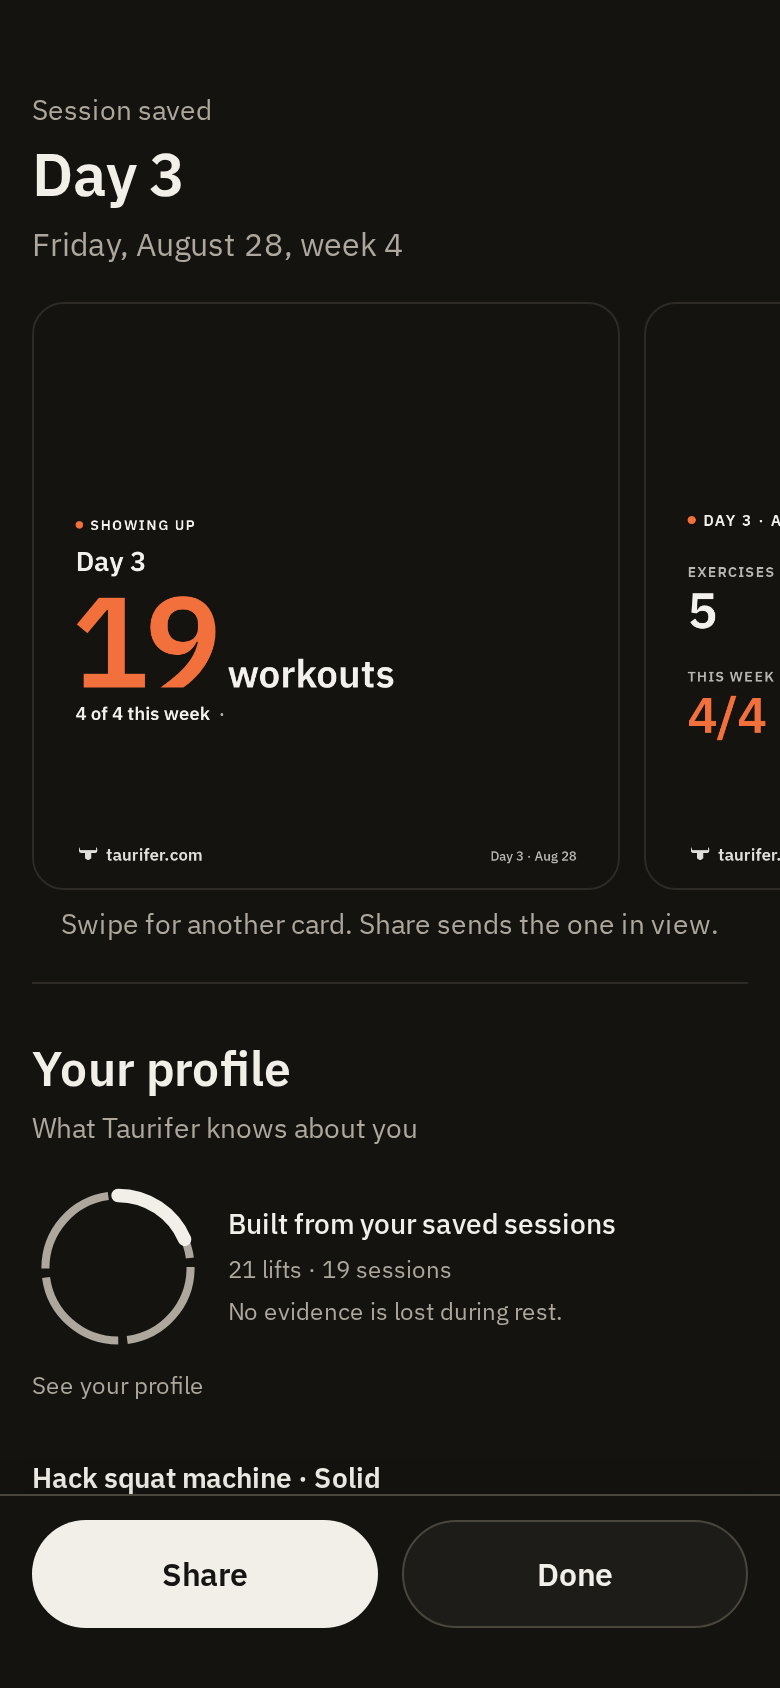 Session saved
Day 3
Friday, August 28, week 4
SHOWING UP
Day 3
19 workouts
4 of 4 this week ·
taurifer.com
Day 3 · Aug 28
DAY 3 ·
EXERCISES
5
THIS WEEK
4/4
taurifer.
Swipe for another card. Share sends the one in view.
Your profile
What Taurifer knows about you
Built from your saved sessions
21 lifts · 19 sessions
No evidence is lost during rest.
See your profile
Hack squat machine · Solid
Share
Done